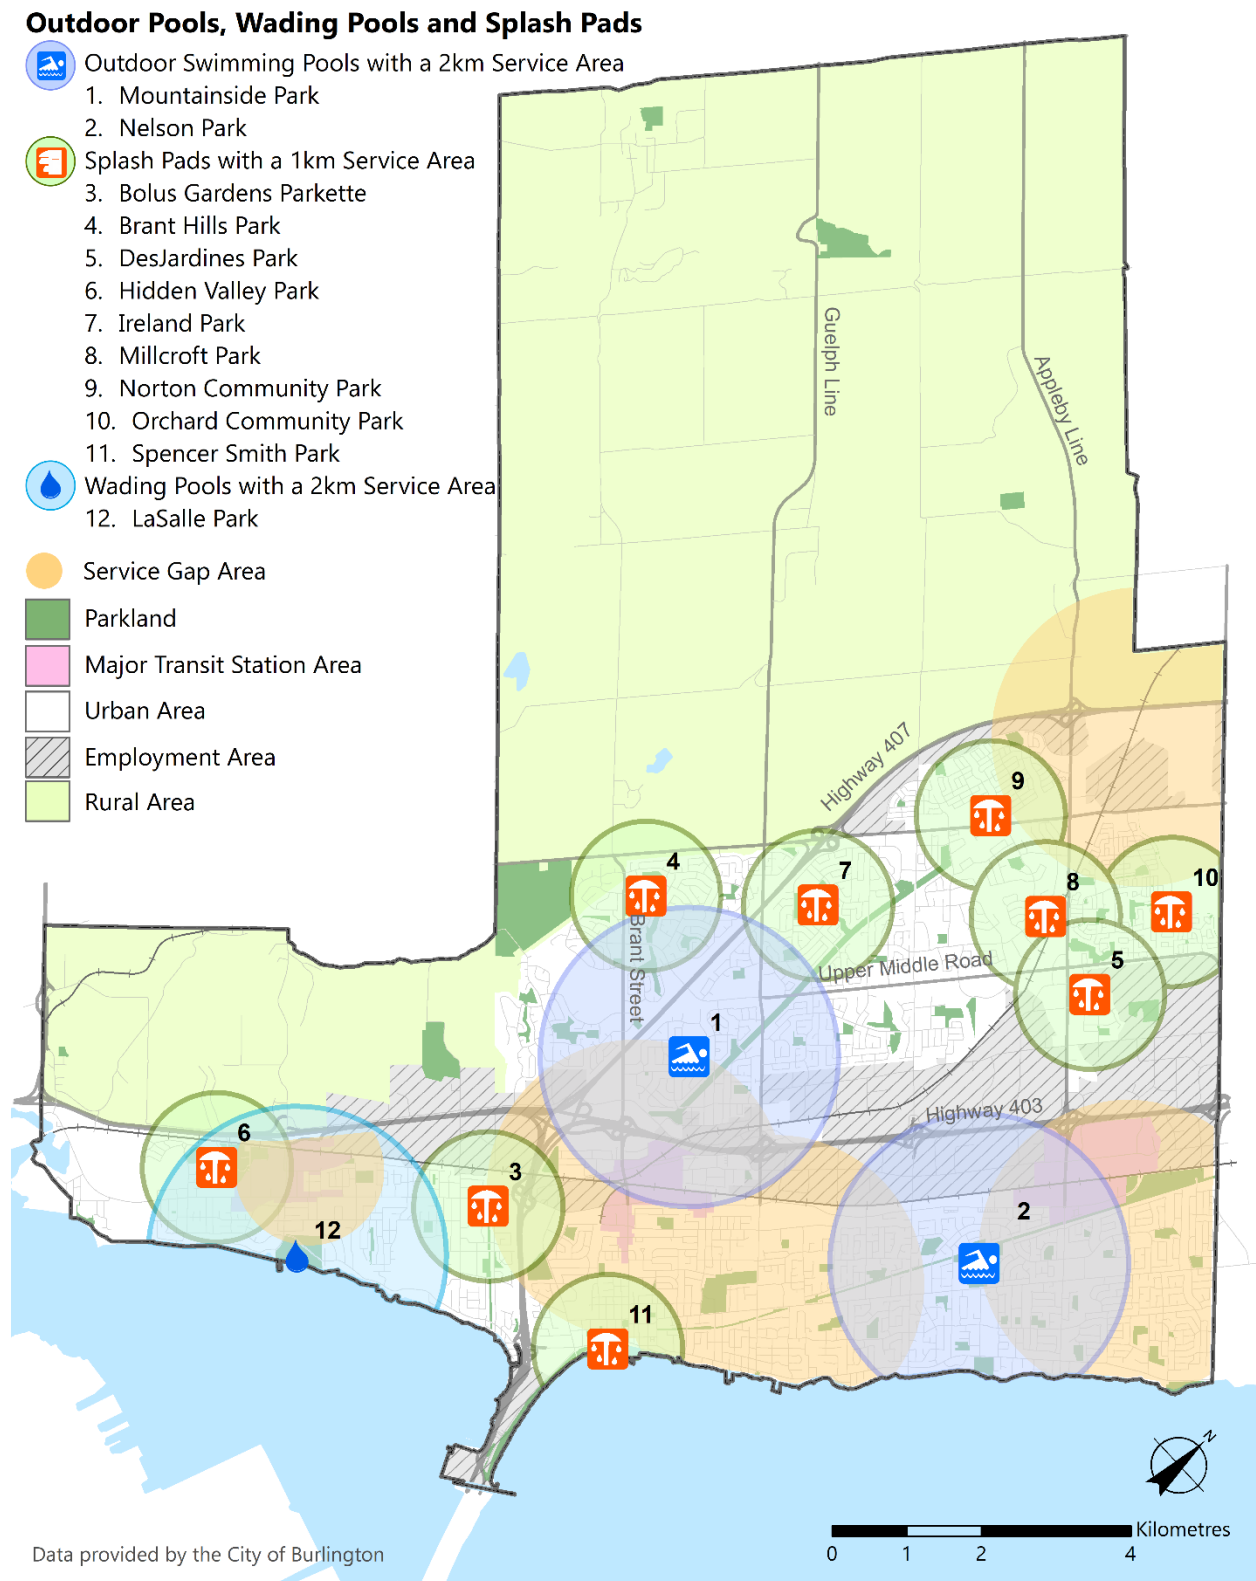 Outdoor Pools, Wading Pools and Splash Pads
Outdoor Swimming Pools with a 2km Service Area
1. Mountainside Park
2. Nelson Park
Splash Pads with a 1km Service Area
3. Bolus Gardens Parkette
4. Brant Hills Park
5. DesJardines Park
6. Hidden Valley Park
7. Ireland Park
8. Millcroft Park
9. Norton Community Park
10. Orchard Community Park
11. Spencer Smith Park
Wading Pools with a 2km Service Area
12. LaSalle Park
Service Gap Area
Parkland
Major Transit Station Area
Urban Area
Employment Area
Rural Area
Guelph Line
Appleby Line
Highway 407
9
4
7
8
10
Brant Street
Upper Middle Road
5
1
Highway 403
6
3
12
2
11
N
Kilometres
0 1 2 4
Data provided by the City of Burlington